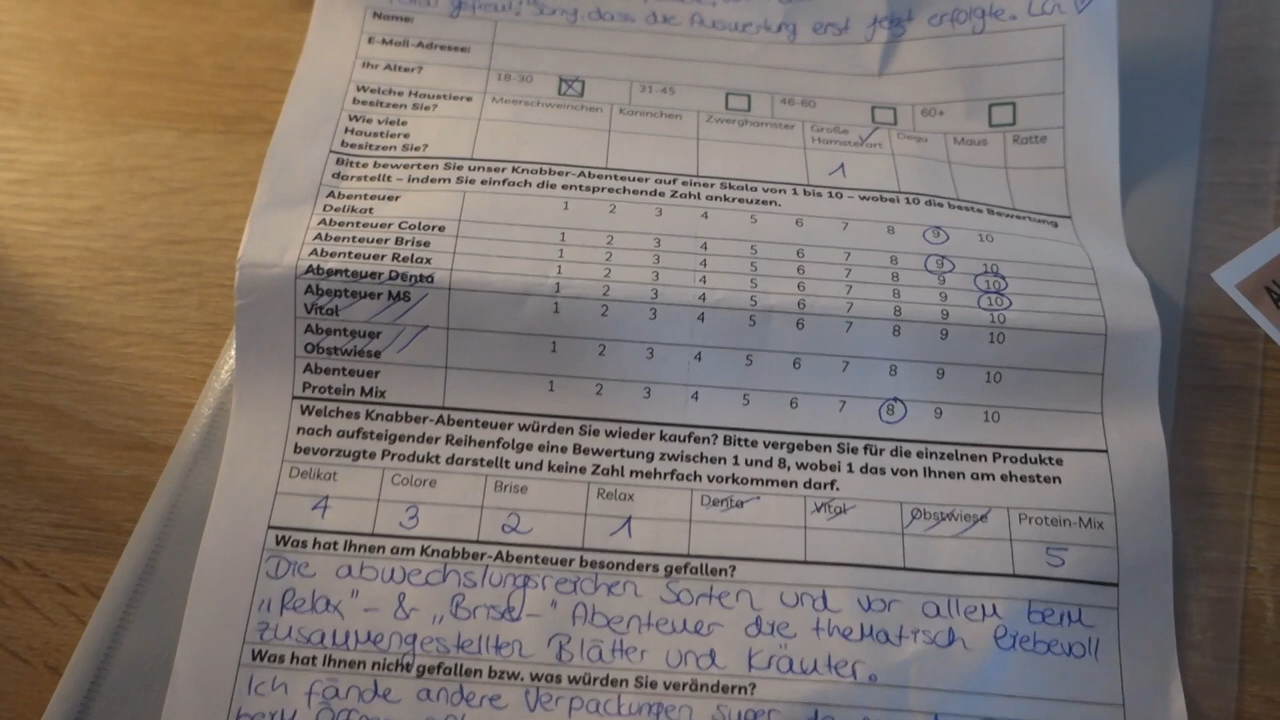 gefreut! Sorry, dass die Auswertung erst jetzt erfolgte. LG ♡
Name:
E-Mail-Adresse:
Ihr Alter? 18-30 31-45 46-60 60+
Welche Haustiere besitzen Sie? Meerschweinchen Kaninchen Zwerghamster Große Hamsterart Degu Maus Ratte
Wie viele
Haustiere
besitzen Sie? 1
Bitte bewerten Sie unser Knabber-Abenteuer auf einer Skala von 1 bis 10 – wobei 10 die beste Bewertung
darstellt – indem Sie einfach die entsprechende Zahl ankreuzen.
Abenteuer
Delikat 1 2 3 4 5 6 7 8 9 10
Abenteuer Colore 1 2 3 4 5 6 7 8 9 10
Abenteuer Brise 1 2 3 4 5 6 7 8 9 10
Abenteuer Relax 1 2 3 4 5 6 7 8 9 10
Abenteuer Denta 1 2 3 4 5 6 7 8 9 10
Abenteuer MS
Vital 1 2 3 4 5 6 7 8 9 10
Abenteuer
Obstwiese 1 2 3 4 5 6 7 8 9 10
Abenteuer
Protein Mix 1 2 3 4 5 6 7 8 9 10
Welches Knabber-Abenteuer würden Sie wieder kaufen? Bitte vergeben Sie für die einzelnen Produkte
nach aufsteigender Reihenfolge eine Bewertung zwischen 1 und 8, wobei 1 das von Ihnen am ehesten
bevorzugte Produkt darstellt und keine Zahl mehrfach vorkommen darf.
Delikat Colore Brise Relax Denta Vital Obstwiese Protein-Mix
4 3 2 1 5
Was hat Ihnen am Knabber-Abenteuer besonders gefallen?
Die abwechslungsreichen Sorten und vor allem beim
„Relax"- & „Brise-" Abenteuer die thematisch liebevoll
zusammengestellten Blätter und Kräuter.
Was hat Ihnen nicht gefallen bzw. was würden Sie verändern?
Ich fände andere Verpackungen super
beim